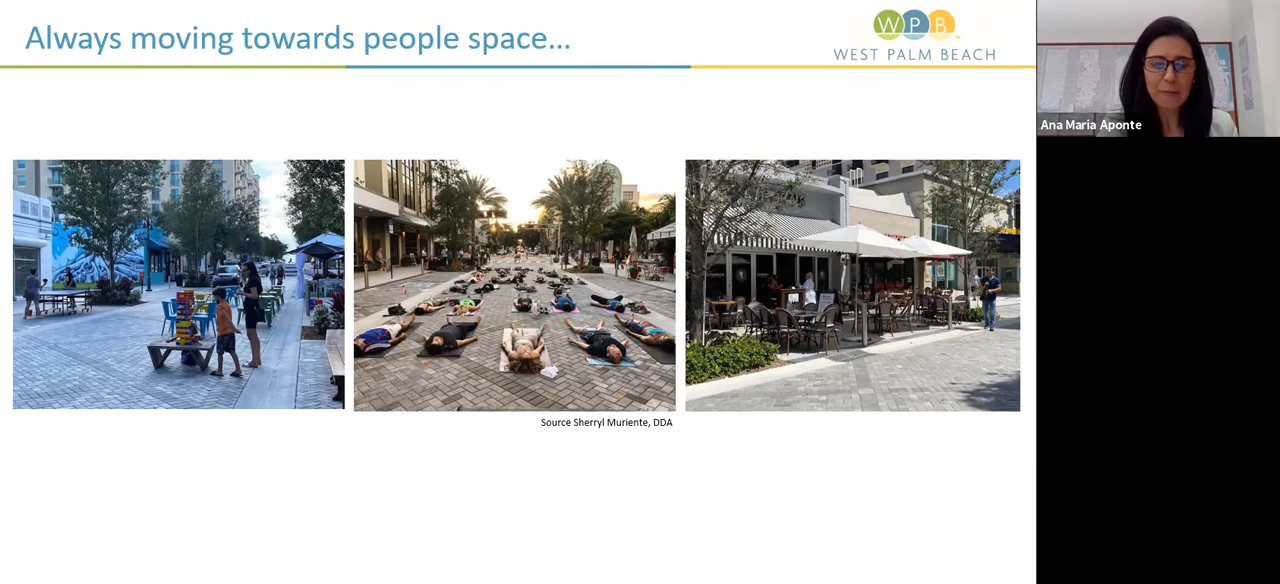 Always moving towards people space...
WPB
WEST PALM BEACH
Ana Maria Aponte
Source Sherryl Muriente, DDA